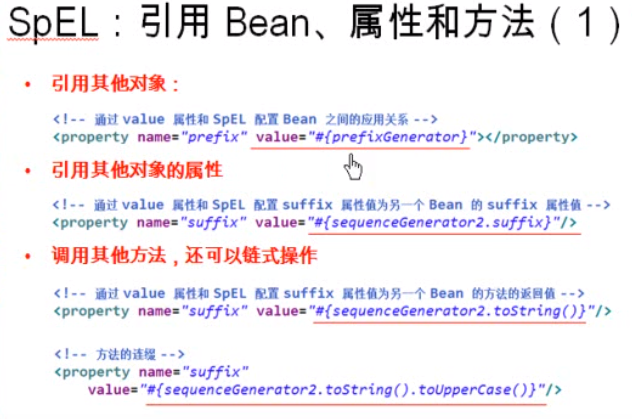 SpEL：引用 Bean、属性和方法（1）
• 引用其他对象：
<!-- 通过 value 属性和 SpEL 配置 Bean 之间的应用关系 -->
<property name="prefix" value="#{prefixGenerator}"></property>
• 引用其他对象的属性
<!-- 通过 value 属性和 SpEL 配置 suffix 属性值为另一个 Bean 的 suffix 属性值 -->
<property name="suffix" value="#{sequenceGenerator2.suffix}"/>
• 调用其他方法，还可以链式操作
<!-- 通过 value 属性和 SpEL 配置 suffix 属性值为另一个 Bean 的方法的返回值 -->
<property name="suffix" value="#{sequenceGenerator2.toString()}"/>
<!-- 方法的连缀 -->
<property name="suffix"
value="#{sequenceGenerator2.toString().toUpperCase()}"/>